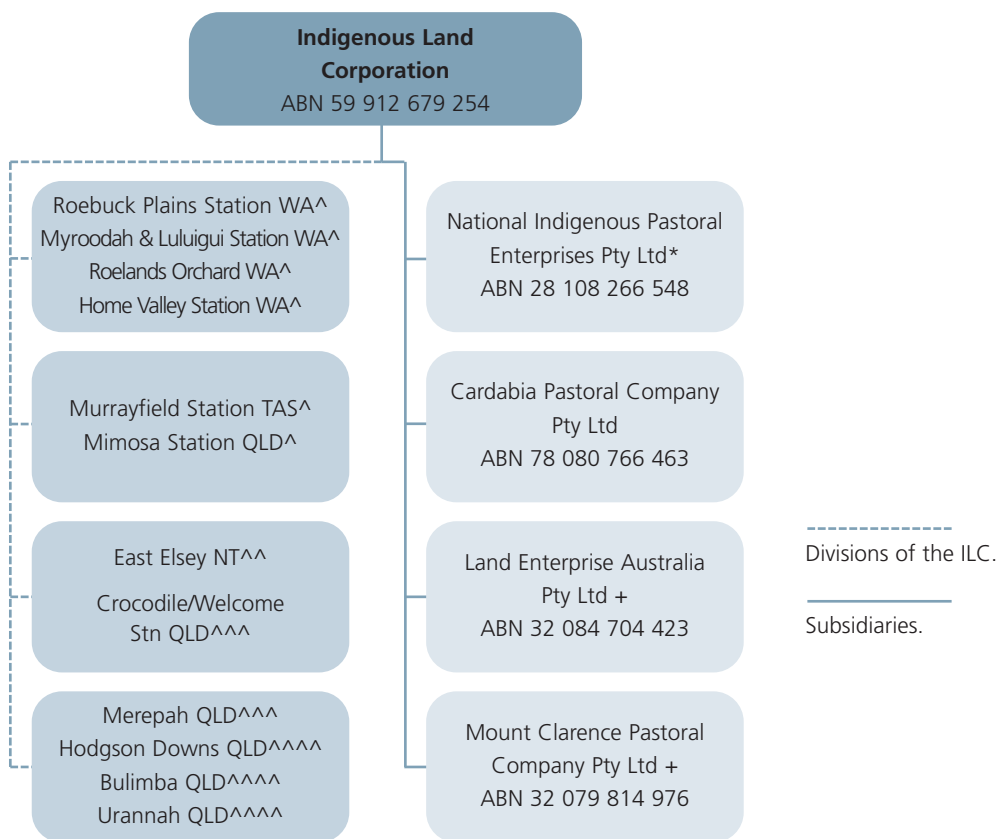 Indigenous Land
Corporation
ABN 59 912 679 254
Roebuck Plains Station WA^
Myroodah & Luluigui Station WA^
Roelands Orchard WA^
Home Valley Station WA^
Murrayfield Station TAS^
Mimosa Station QLD^
East Elsey NT^^
Crocodile/Welcome
Stn QLD^^^
Merepah QLD^^^
Hodgson Downs QLD^^^^
Bulimba QLD^^^^
Urannah QLD^^^^
National Indigenous Pastoral
Enterprises Pty Ltd*
ABN 28 108 266 548
Cardabia Pastoral Company
Pty Ltd
ABN 78 080 766 463
Land Enterprise Australia
Pty Ltd +
ABN 32 084 704 423
Mount Clarence Pastoral
Company Pty Ltd +
ABN 32 079 814 976
Divisions of the ILC.
Subsidiaries.